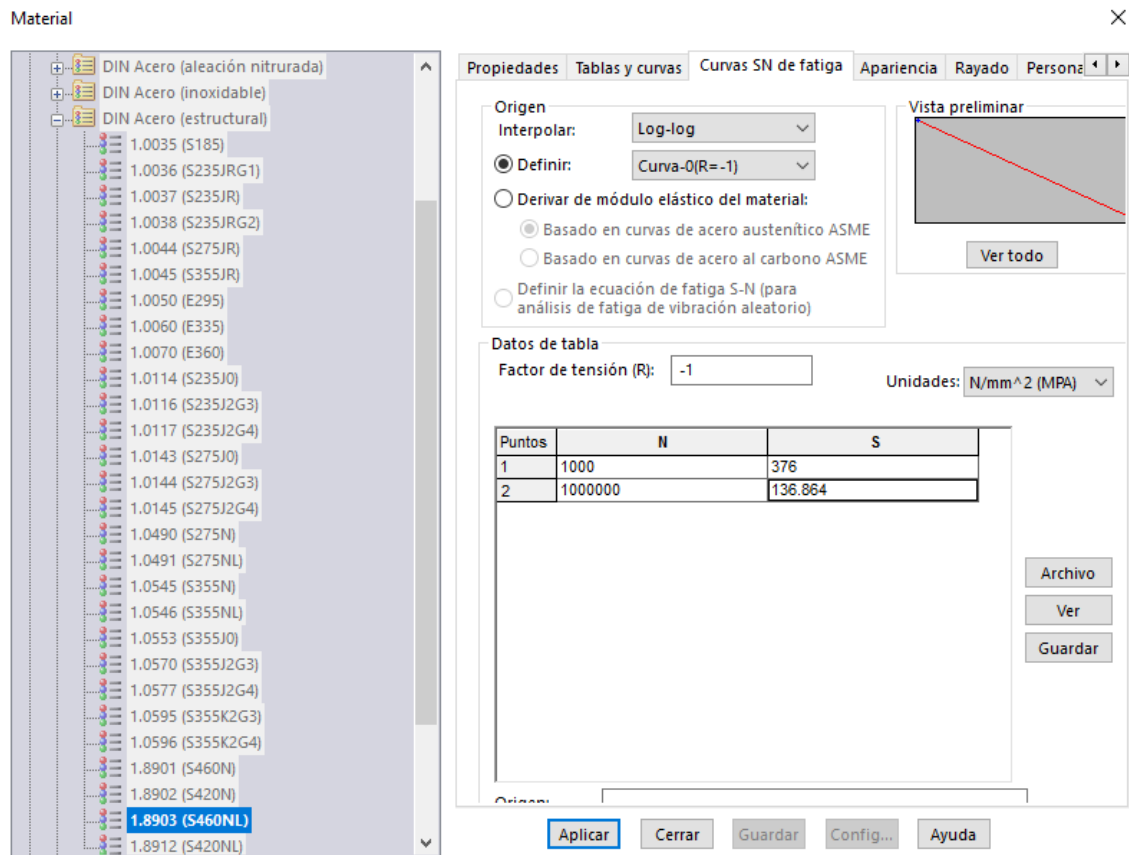 Material
DIN Acero (aleación nitrurada)
DIN Acero (inoxidable)
DIN Acero (estructural)
1.0035 (S185)
1.0036 (S235JRG1)
1.0037 (S235JR)
1.0038 (S235JRG2)
1.0044 (S275JR)
1.0045 (S355JR)
1.0050 (E295)
1.0060 (E335)
1.0070 (E360)
1.0114 (S235J0)
1.0116 (S235J2G3)
1.0117 (S235J2G4)
1.0143 (S275J0)
1.0144 (S275J2G3)
1.0145 (S275J2G4)
1.0490 (S275N)
1.0491 (S275NL)
1.0545 (S355N)
1.0546 (S355NL)
1.0553 (S355J0)
1.0570 (S355J2G3)
1.0577 (S355J2G4)
1.0595 (S355K2G3)
1.0596 (S355K2G4)
1.8901 (S460N)
1.8902 (S420N)
1.8903 (S460NL)
1.8912 (S420NL)
Propiedades Tablas y curvas Curvas SN de fatiga Apariencia Rayado Persona
Origen
Interpolar: Log-log
Definir: Curva-0(R=-1)
Derivar de módulo elástico del material:
Basado en curvas de acero austenítico ASME
Basado en curvas de acero al carbono ASME
Definir la ecuación de fatiga S-N (para
análisis de fatiga de vibración aleatorio)
Vista preliminar
Ver todo
Datos de tabla
Factor de tensión (R): -1
Unidades: N/mm^2 (MPA)
Puntos N S
1 1000 376
2 1000000 136.864
Archivo
Ver
Guardar
Origen:
Aplicar Cerrar Guardar Config... Ayuda